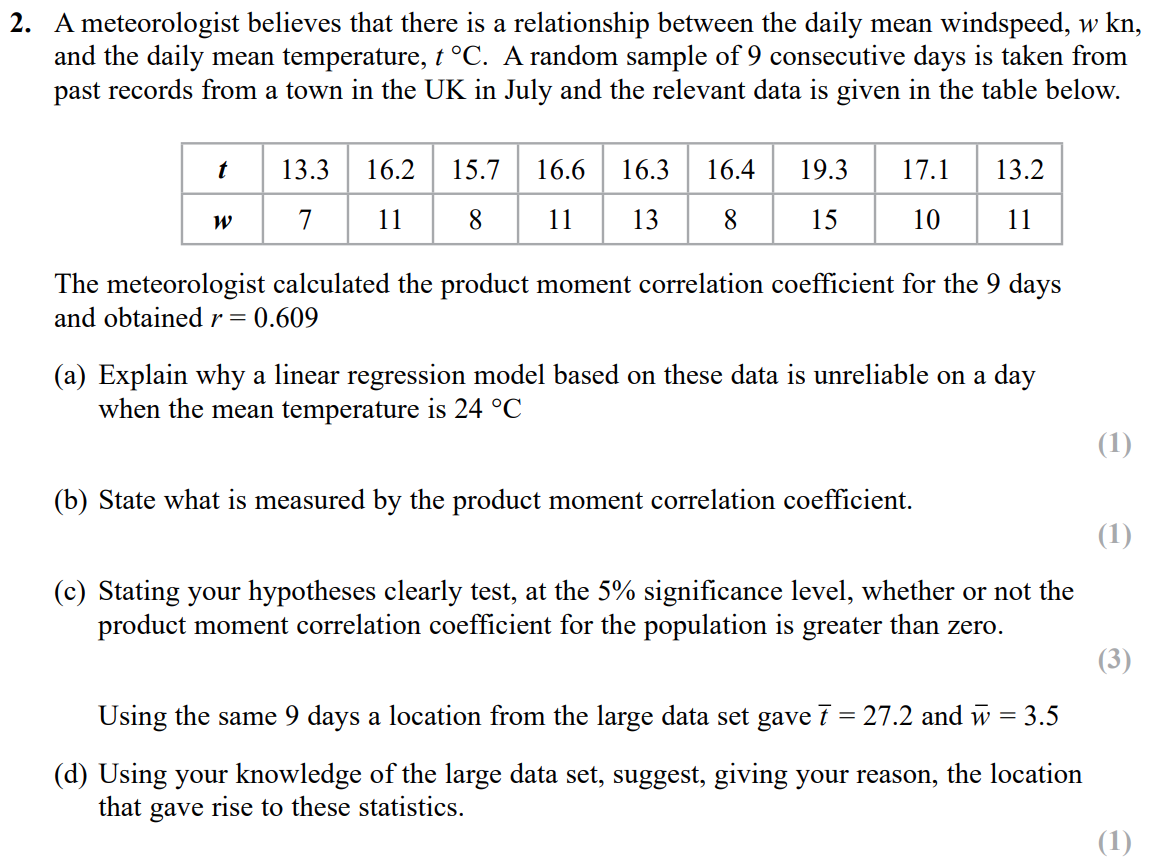 2. A meteorologist believes that there is a relationship between the daily mean windspeed, w kn,
and the daily mean temperature, t °C. A random sample of 9 consecutive days is taken from
past records from a town in the UK in July and the relevant data is given in the table below.
t 13.3 16.2 15.7 16.6 16.3 16.4 19.3 17.1 13.2
w 7 11 8 11 13 8 15 10 11
The meteorologist calculated the product moment correlation coefficient for the 9 days
and obtained r = 0.609
(a) Explain why a linear regression model based on these data is unreliable on a day
when the mean temperature is 24 °C
(1)
(b) State what is measured by the product moment correlation coefficient.
(1)
(c) Stating your hypotheses clearly test, at the 5% significance level, whether or not the
product moment correlation coefficient for the population is greater than zero.
(3)
Using the same 9 days a location from the large data set gave t̄ = 27.2 and w̄ = 3.5
(d) Using your knowledge of the large data set, suggest, giving your reason, the location
that gave rise to these statistics.
(1)